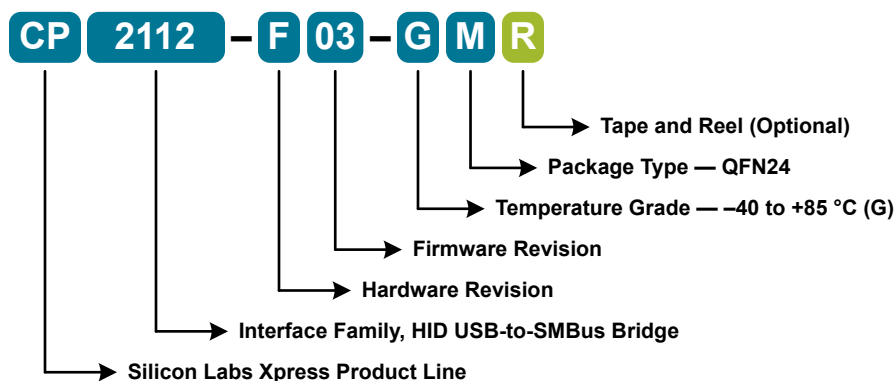 CP 2112 – F 03 – G M R
Tape and Reel (Optional)
Package Type — QFN24
Temperature Grade — –40 to +85 °C (G)
Firmware Revision
Hardware Revision
Interface Family, HID USB-to-SMBus Bridge
Silicon Labs Xpress Product Line